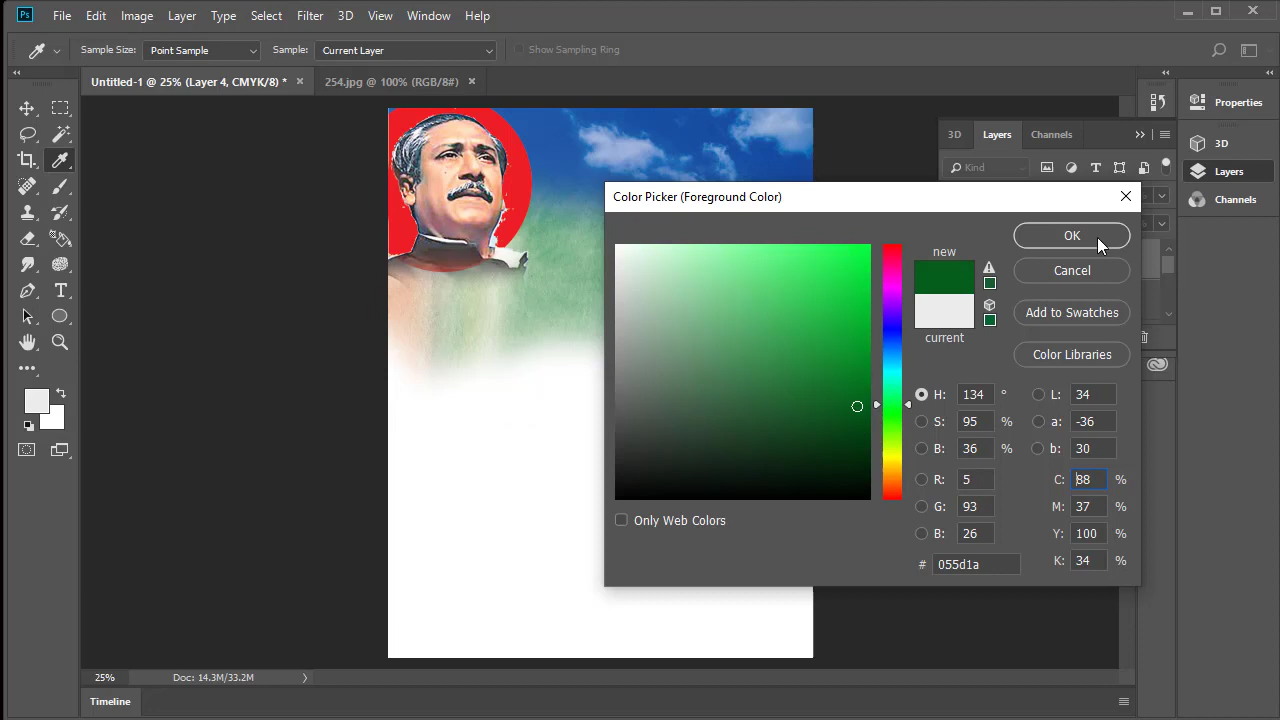 Ps File Edit Image Layer Type Select Filter 3D View Window Help
Sample Size: Point Sample Sample: Current Layer Show Sampling Ring
Untitled-1 @ 25% (Layer 4, CMYK/8) * × 254.jpg @ 100% (RGB/8#) ×
Properties
3D Layers Channels
3D
Kind
Layers
Channels
Color Picker (Foreground Color)
OK
new
Cancel
Add to Swatches
current
Color Libraries
H: 134 ° L: 34
S: 95 % a: -36
B: 36 % b: 30
R: 5 C: 88 %
G: 93 M: 37 %
Only Web Colors
B: 26 Y: 100 %
# 055d1a K: 34 %
25% Doc: 14.3M/33.2M
Timeline